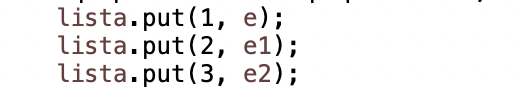 lista.put(1, e);
lista.put(2, e1);
lista.put(3, e2);